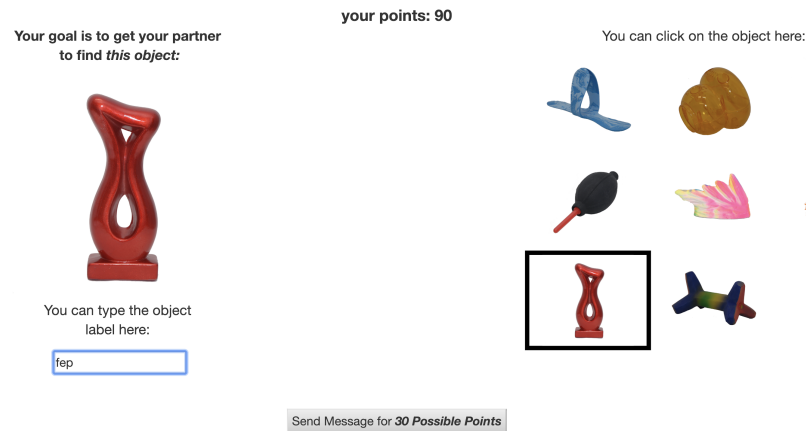 your points: 90
Your goal is to get your partner
to find this object:
You can click on the object here:
You can type the object
label here:
fep
Send Message for 30 Possible Points